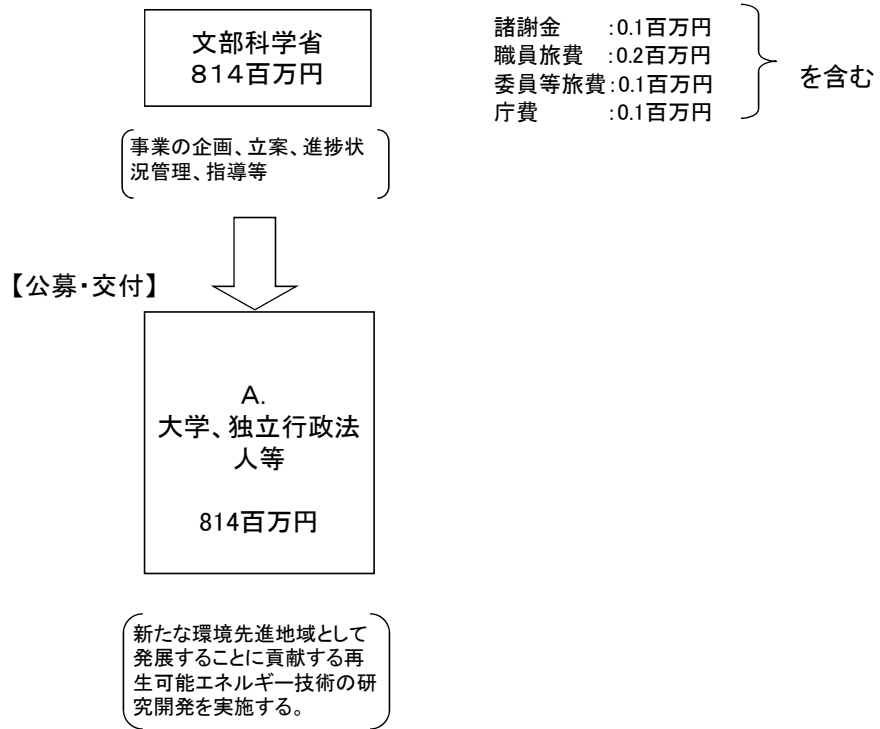 文部科学省
８１４百万円
諸謝金　　：0.1百万円
職員旅費　：0.2百万円
委員等旅費：0.1百万円
庁費　　　：0.1百万円
を含む
事業の企画、立案、進捗状
況管理、指導等
【公募・交付】
Ａ．
大学、独立行政法
人等
814百万円
新たな環境先進地域として
発展することに貢献する再
生可能エネルギー技術の研
究開発を実施する。